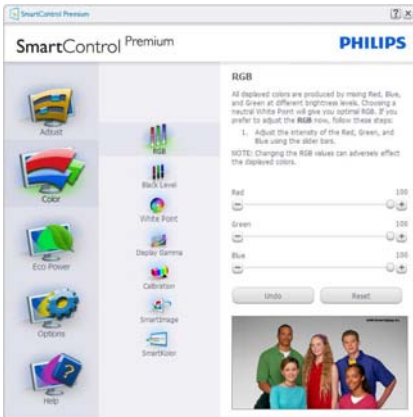 SmartControl Premium
SmartControl Premium
PHILIPS
Adjust
Color
Eco Power
Options
Help
RGB
Black Level
White Point
Display Gamma
Calibration
SmartImage
SmartKolor
RGB
All displayed colors are produced by mixing Red, Blue,
and Green at different brightness levels. Choosing a
neutral White Point will give you optimal RGB. If you
prefer to adjust the RGB now, follow these steps:
1. Adjust the intensity of the Red, Green, and
Blue using the slider bars.
NOTE: Changing the RGB values can adversely effect
the displayed colors.
Red 100
Green 100
Blue 100
Undo Reset